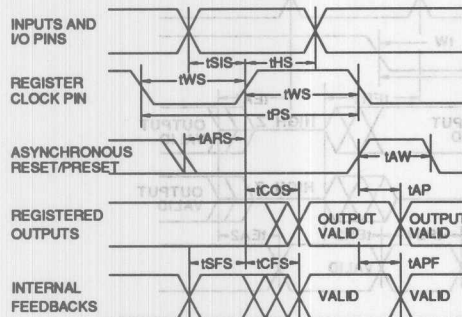 INPUTS AND
I/O PINS
tSIS
tHS
REGISTER
CLOCK PIN
tWS
tWS
tPS
tARS
ASYNCHRONOUS
RESET/PRESET
tAW
tCOS
tAP
REGISTERED
OUTPUTS
OUTPUT
VALID
OUTPUT
VALID
tSFS
tCFS
tAPF
INTERNAL
FEEDBACKS
VALID
VALID